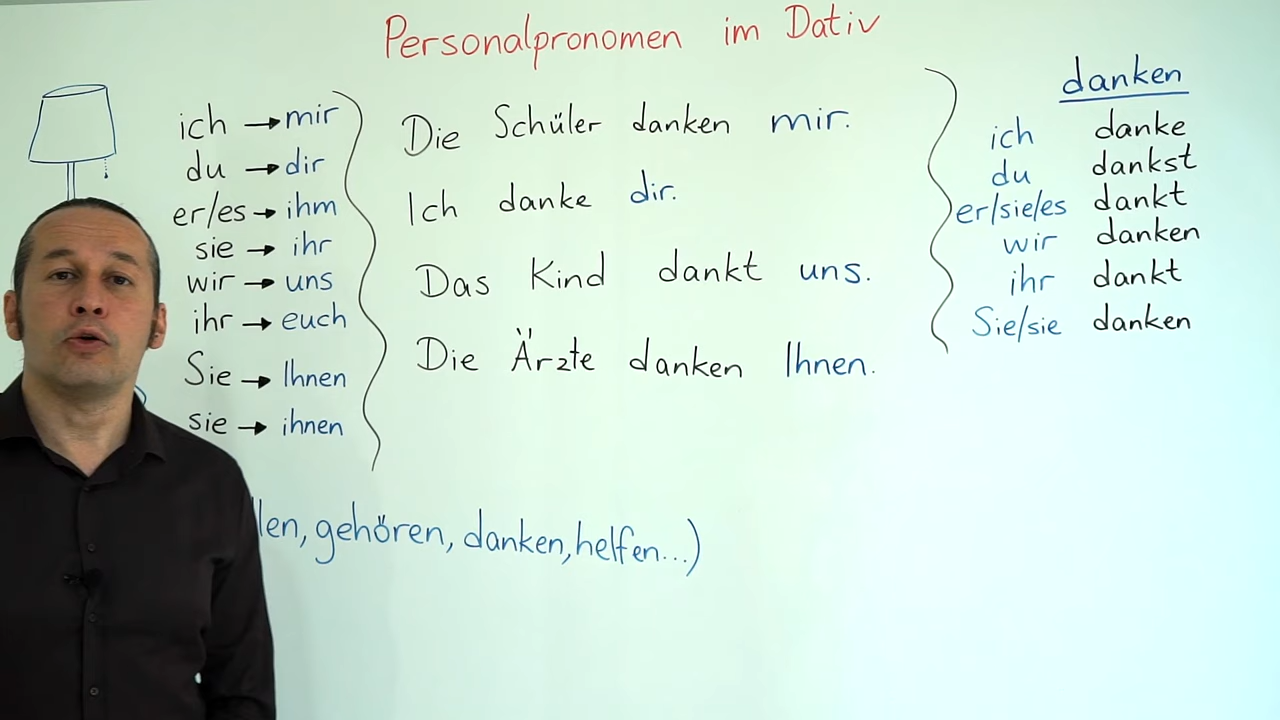 Personalpronomen im Dativ
ich → mir
du → dir
er/es → ihm
sie → ihr
wir → uns
ihr → euch
Sie → Ihnen
sie → ihnen
Die Schüler danken mir.
Ich danke dir.
Das Kind dankt uns.
Die Ärzte danken Ihnen.
danken
ich danke
du dankst
er/sie/es dankt
wir danken
ihr dankt
Sie/sie danken
llen, gehören, danken, helfen...)